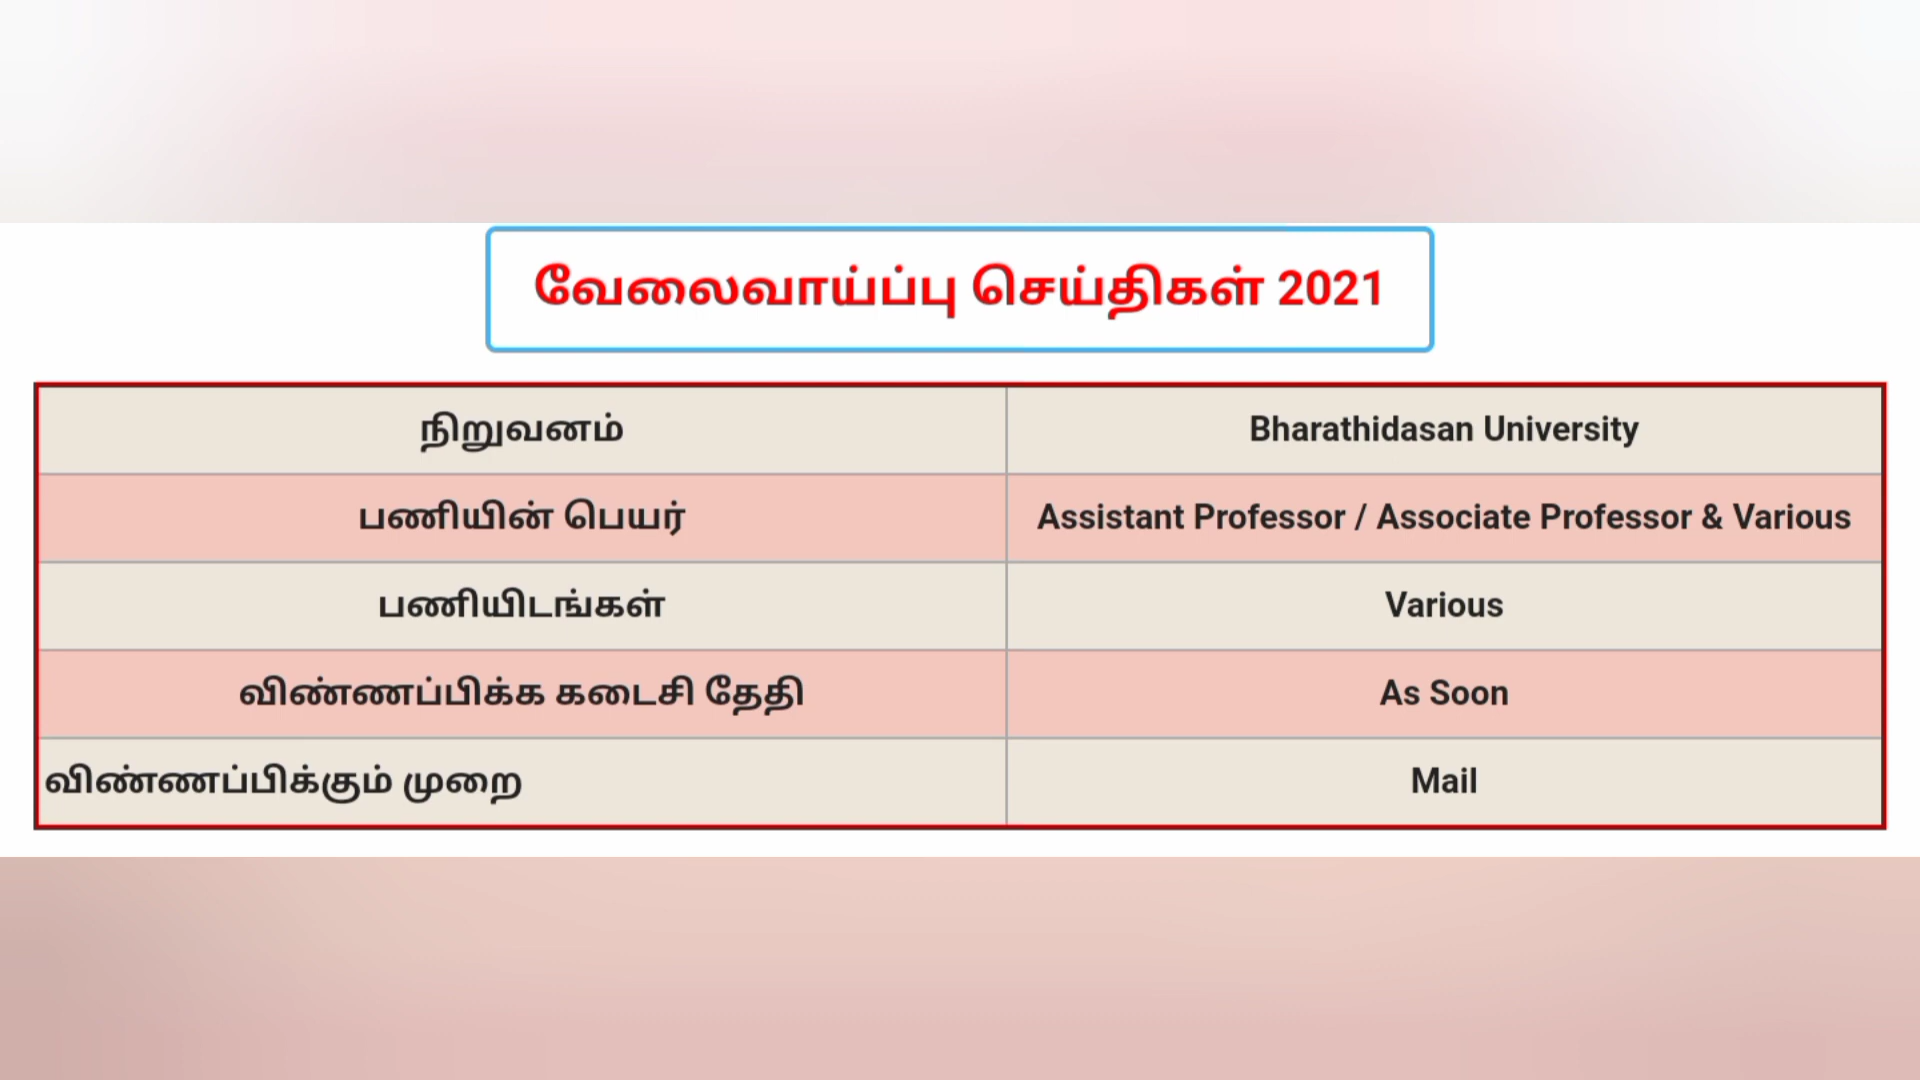 வேலைவாய்ப்பு செய்திகள் 2021
நிறுவனம் Bharathidasan University
பணியின் பெயர் Assistant Professor / Associate Professor & Various
பணியிடங்கள் Various
விண்ணப்பிக்க கடைசி தேதி As Soon
விண்ணப்பிக்கும் முறை Mail